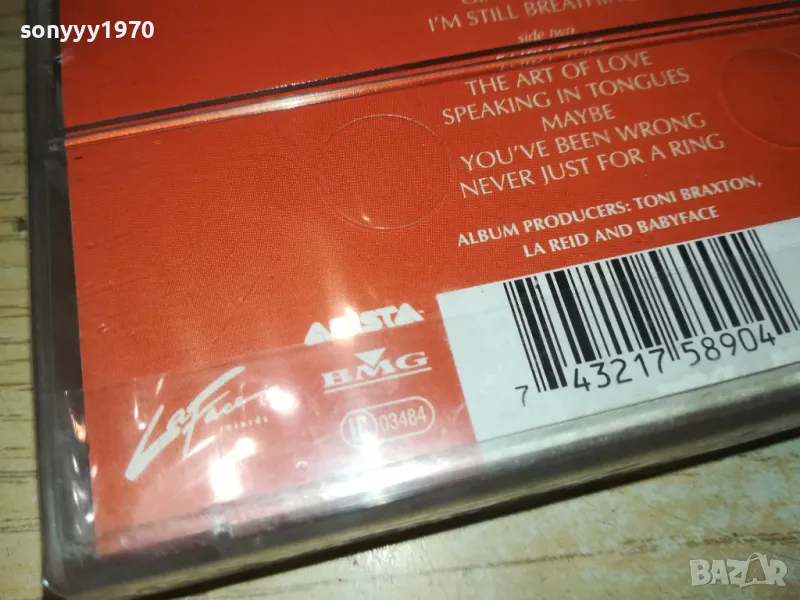 sonyyy1970
I'M STILL BREATHING
side two
THE ART OF LOVE
SPEAKING IN TONGUES
MAYBE
YOU'VE BEEN WRONG
NEVER JUST FOR A RING
ALBUM PRODUCERS: TONI BRAXTON,
LA REID AND BABYFACE
ARISTA
BMG
03484
LaFace
records
7 43217 58904
BAZAR